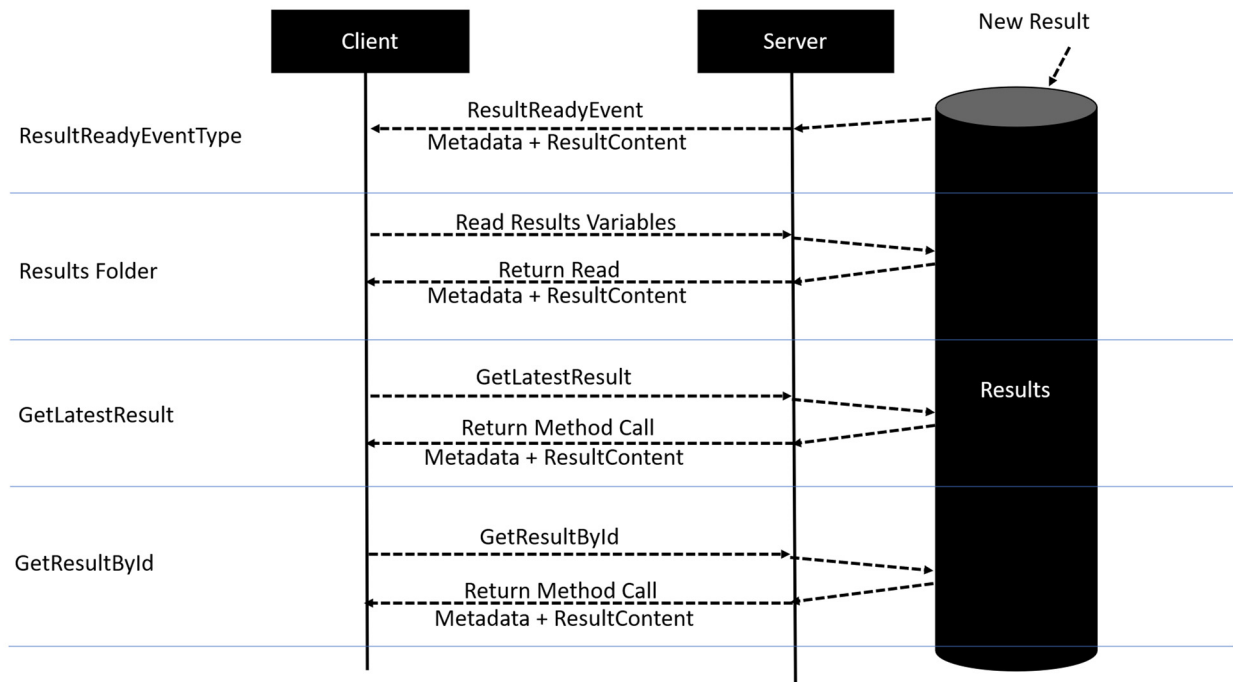 New Result
Client
Server
ResultReadyEvent
ResultReadyEventType
Metadata + ResultContent
Read Results Variables
Results Folder
Return Read
Metadata + ResultContent
GetLatestResult
Results
GetLatestResult
Return Method Call
Metadata + ResultContent
GetResultById
GetResultById
Return Method Call
Metadata + ResultContent